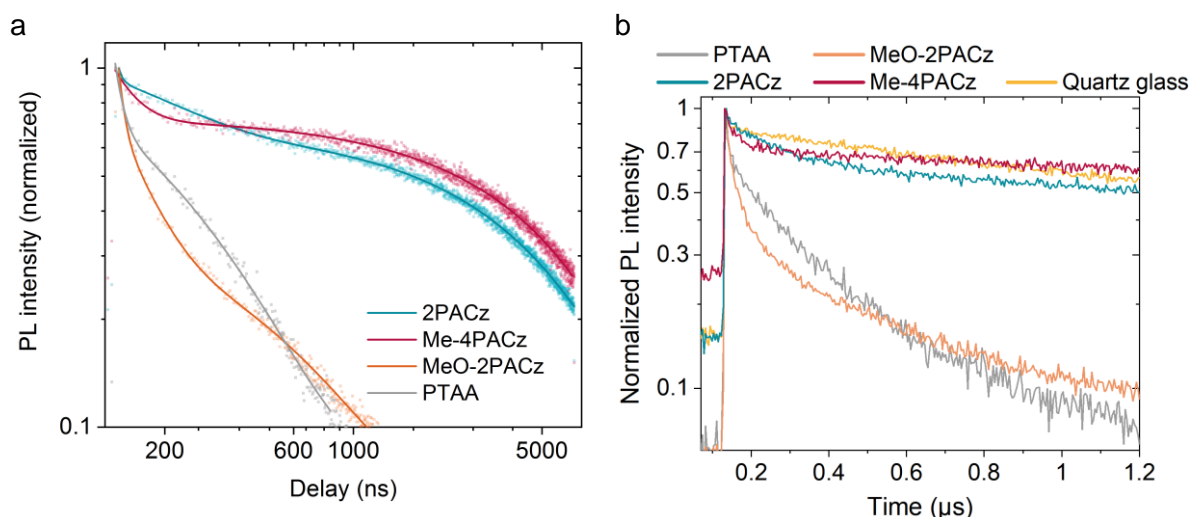 a
1
0.1
PL intensity (normalized)
200
600
1000
5000
Delay (ns)
2PACz
Me-4PACz
MeO-2PACz
PTAA
b
PTAA
MeO-2PACz
2PACz
Me-4PACz
Quartz glass
1
0.7
0.5
0.3
0.1
Normalized PL intensity
0.2
0.4
0.6
0.8
1
1.2
Time (µs)